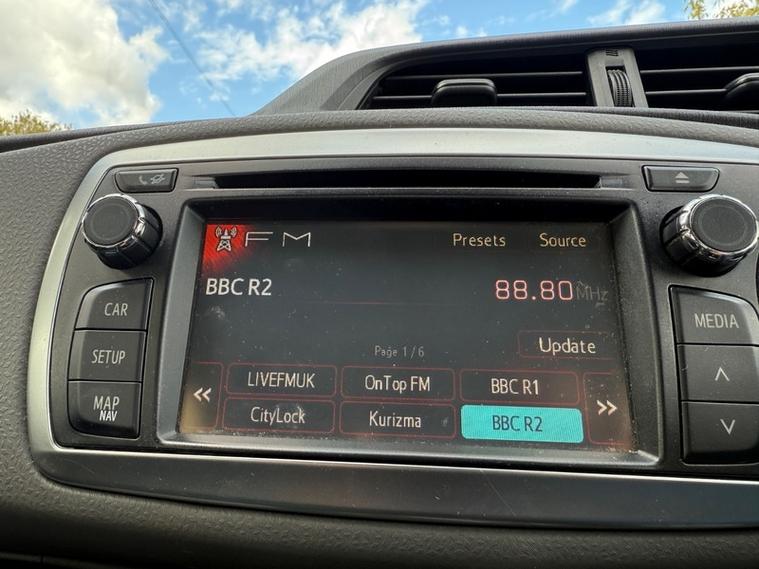 FM Presets Source
BBC R2 88.80 MHz
Page 1/6 Update
LIVEFMUK OnTop FM BBC R1
CityLock Kurizma BBC R2
CAR
SETUP
MAP
NAV
MEDIA